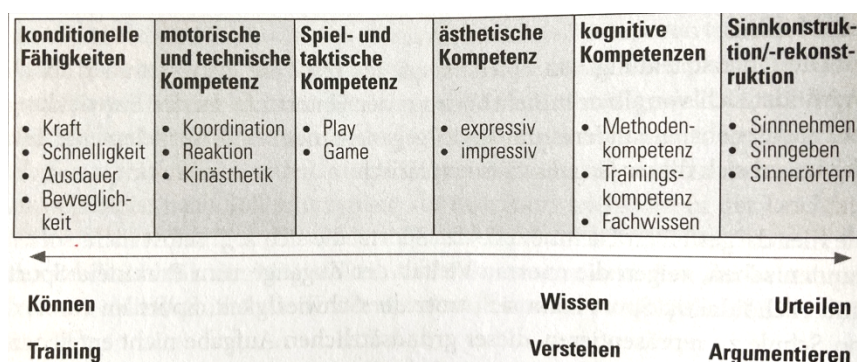 konditionelle
Fähigkeiten
• Kraft
• Schnelligkeit
• Ausdauer
• Beweglich-
keit
motorische
und technische
Kompetenz
• Koordination
• Reaktion
• Kinästhetik
Spiel- und
taktische
Kompetenz
• Play
• Game
ästhetische
Kompetenz
• expressiv
• impressiv
kognitive
Kompetenzen
• Methoden-
kompetenz
• Trainings-
kompetenz
• Fachwissen
Sinnkonstruk-
tion/-rekonst-
ruktion
• Sinnnehmen
• Sinngeben
• Sinnerörtern
Können Wissen Urteilen
Training Verstehen Argumentieren